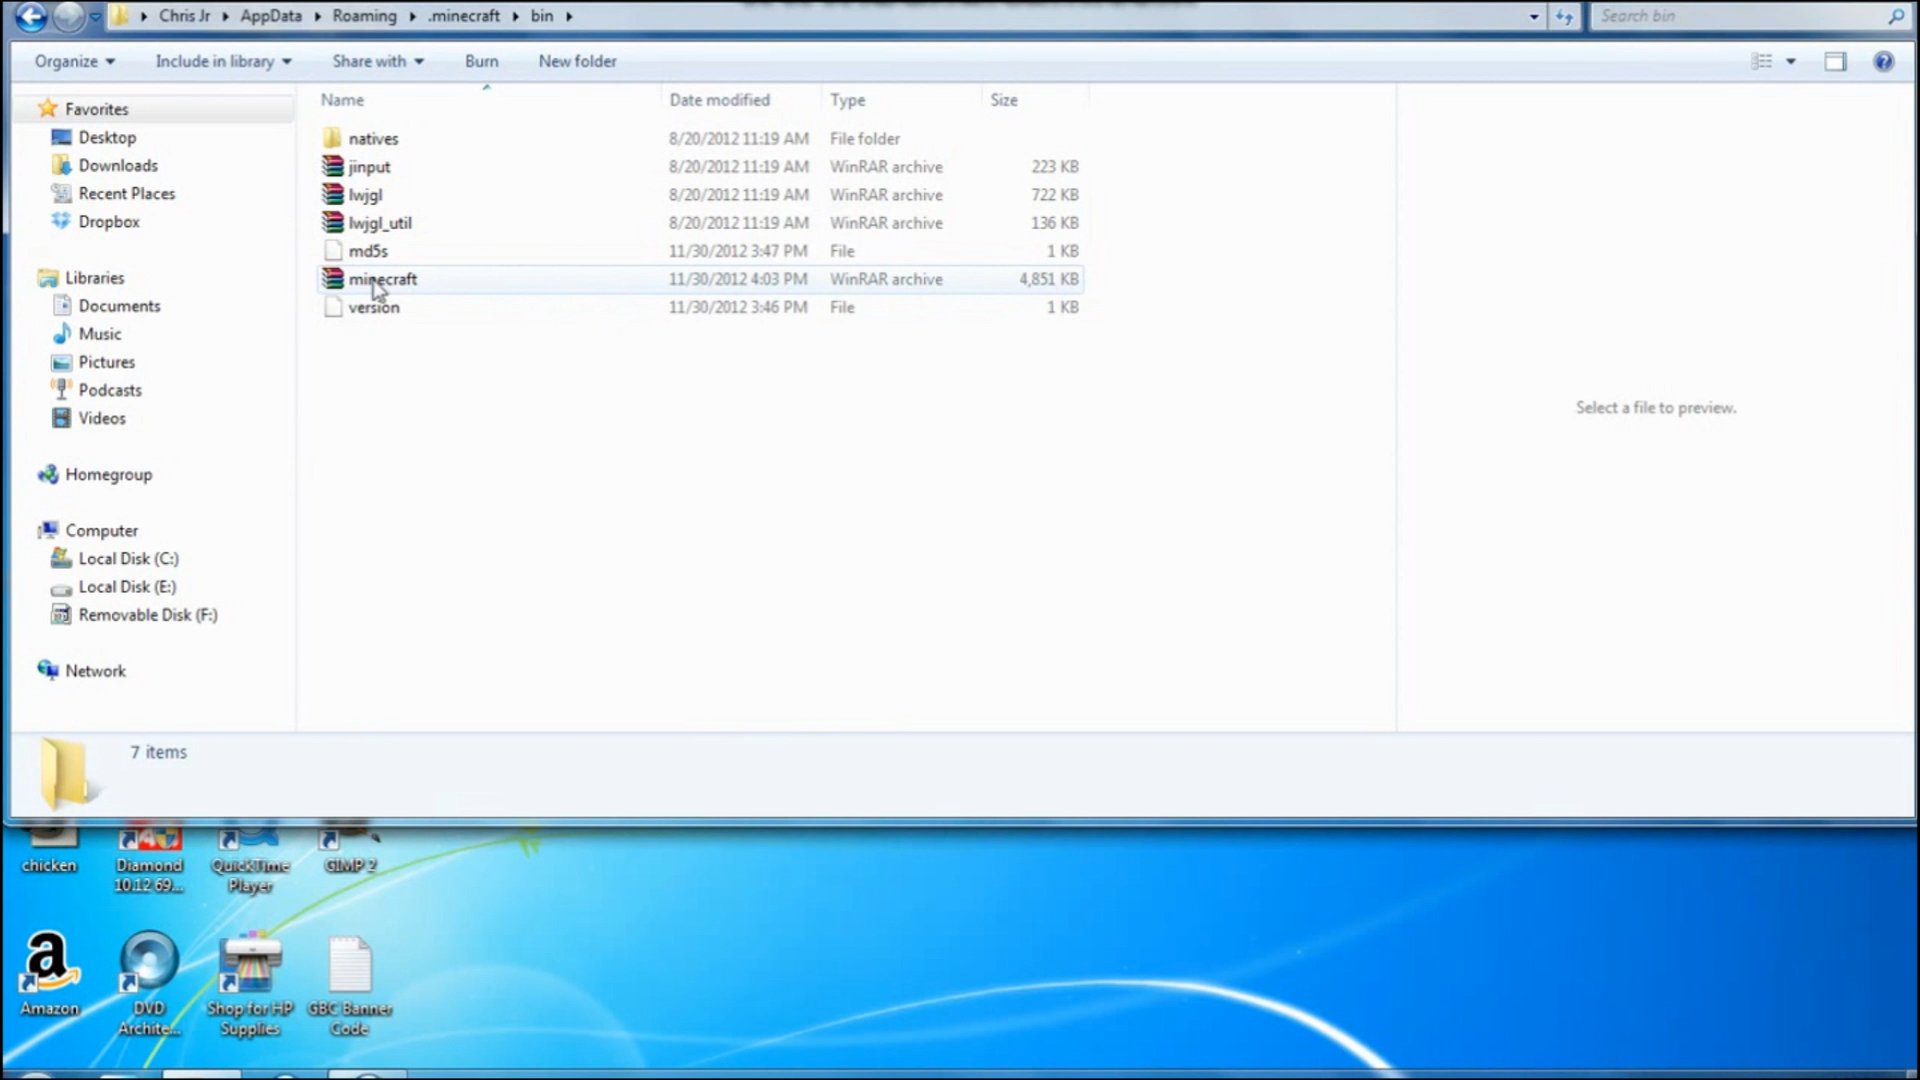 Chris Jr AppData Roaming .minecraft bin
Search bin
Organize Include in library Share with Burn New folder
Name Date modified Type Size
natives 8/20/2012 11:19 AM File folder
jinput 8/20/2012 11:19 AM WinRAR archive 223 KB
lwjgl 8/20/2012 11:19 AM WinRAR archive 722 KB
lwjgl_util 8/20/2012 11:19 AM WinRAR archive 136 KB
md5s 11/30/2012 3:47 PM File 1 KB
minecraft 11/30/2012 4:03 PM WinRAR archive 4,851 KB
version 11/30/2012 3:46 PM File 1 KB
Favorites
Desktop
Downloads
Recent Places
Dropbox
Libraries
Documents
Music
Pictures
Podcasts
Videos
Homegroup
Computer
Local Disk (C:)
Local Disk (E:)
Removable Disk (F:)
Network
Select a file to preview.
7 items
chicken
Diamond
10.12 69...
QuickTime
Player
GIMP 2
Amazon
DVD
Archite...
Shop for HP
Supplies
GBC Banner
Code